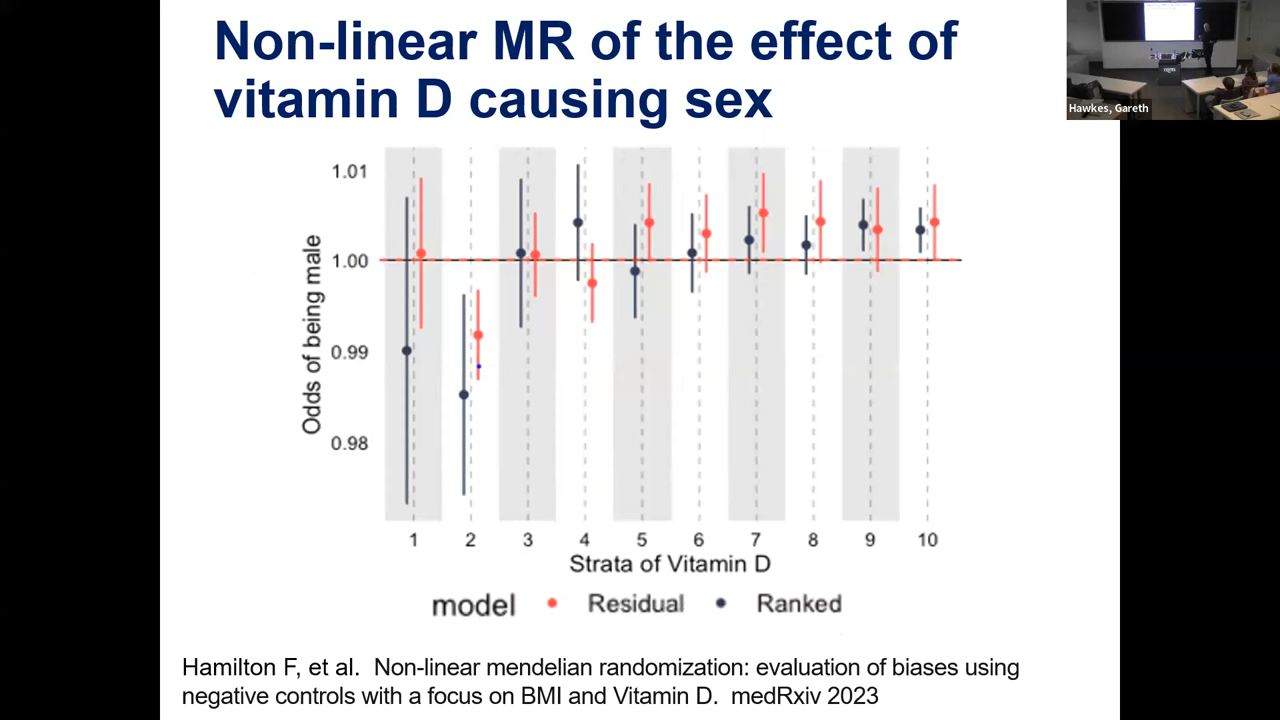 Non-linear MR of the effect of
vitamin D causing sex
Hawkes, Gareth
Odds of being male
1.01
1.00
0.99
0.98
1 2 3 4 5 6 7 8 9 10
Strata of Vitamin D
model Residual Ranked
Hamilton F, et al. Non-linear mendelian randomization: evaluation of biases using
negative controls with a focus on BMI and Vitamin D. medRxiv 2023